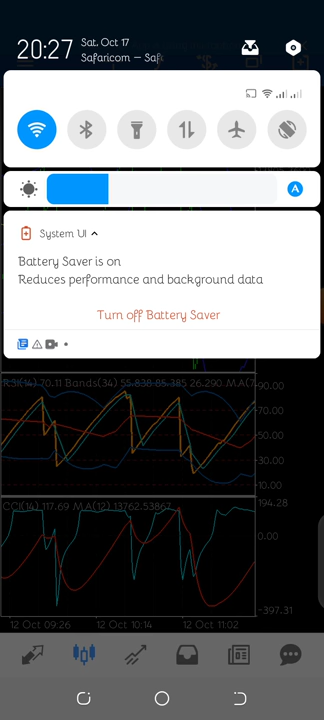 20:27
Sat. Oct 17
Safaricom — Saf
A
System UI
Battery Saver is on
Reduces performance and background data
Turn off Battery Saver
RSI(14) 70.11 Bands(34) 55.838 85.385 26.290 MA(7
90.00
70.00
50.00
30.00
10.00
CCI(14) 117.69 MA(12) 13762.53867
194.28
0.00
-397.31
12 Oct 09:26
12 Oct 10:14
12 Oct 11:02